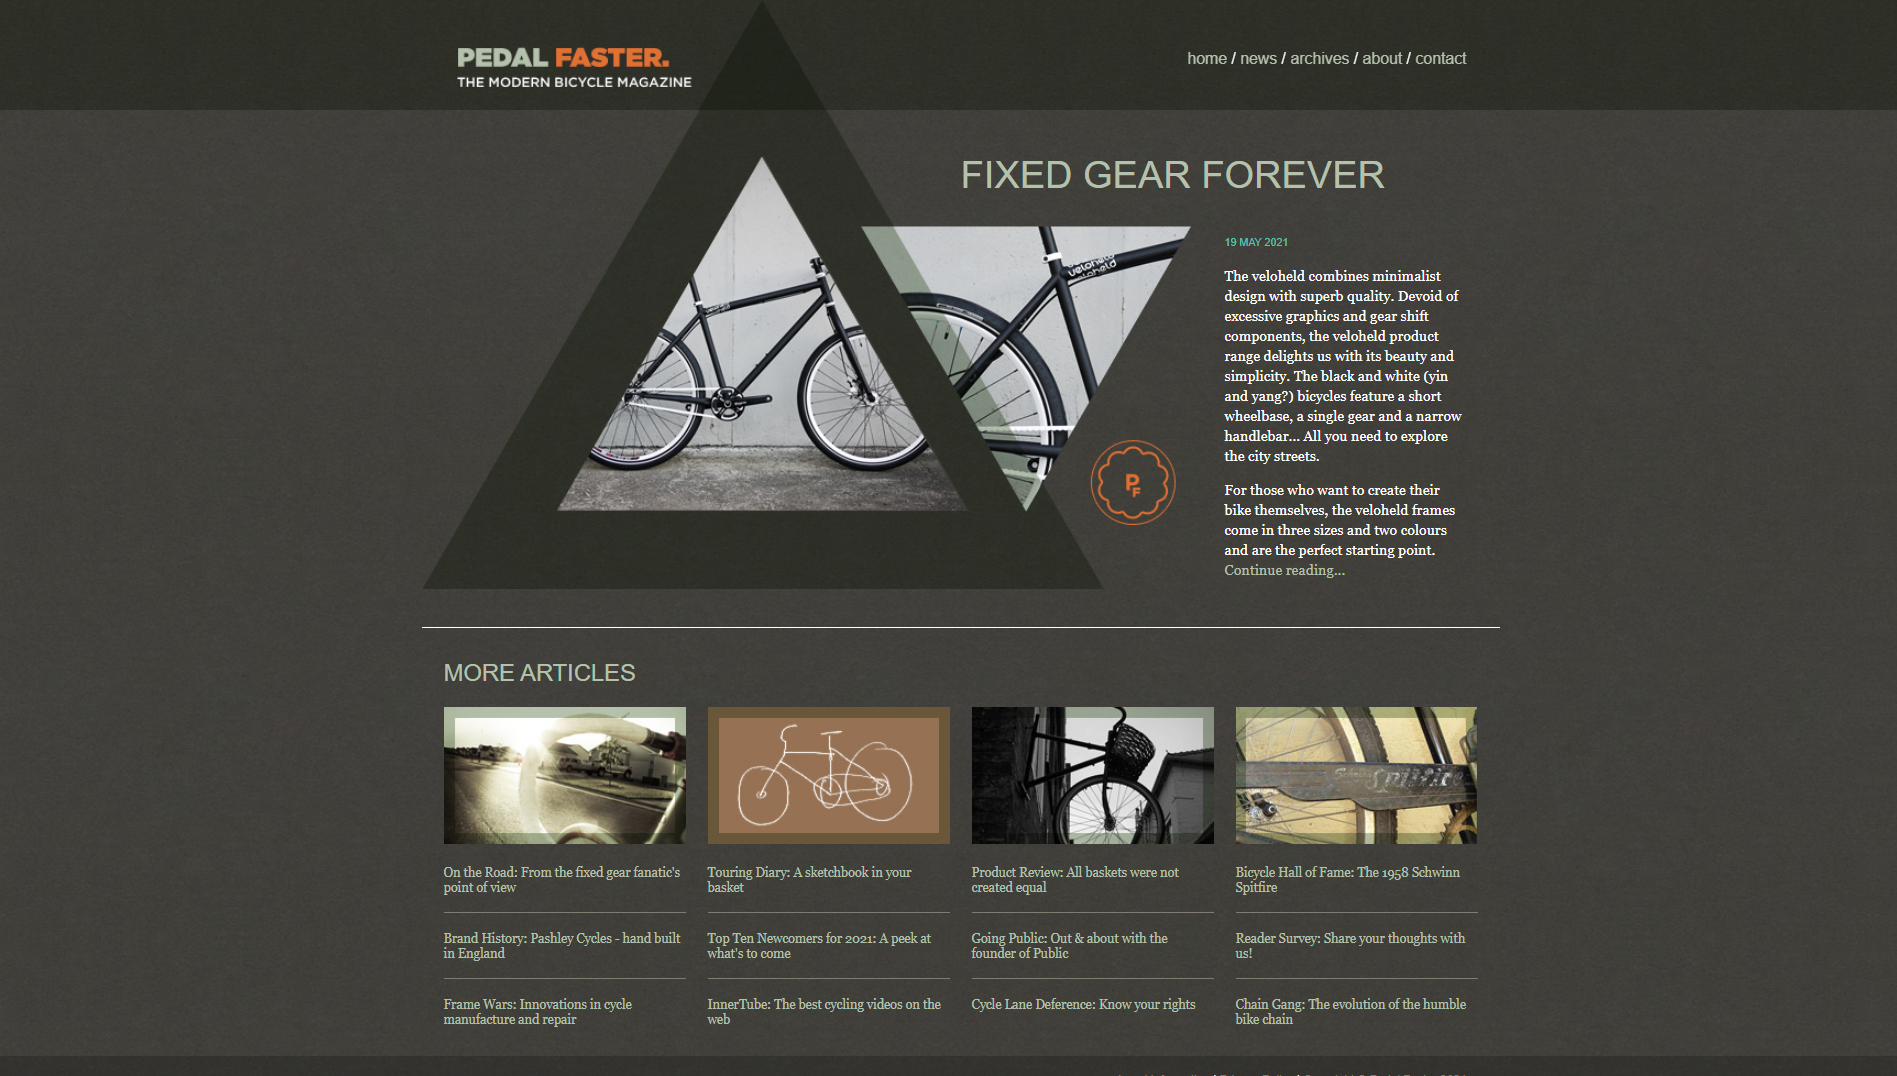 PEDAL FASTER.
THE MODERN BICYCLE MAGAZINE
home / news / archives / about / contact
FIXED GEAR FOREVER
veloheld
19 MAY 2021
The veloheld combines minimalist
design with superb quality. Devoid of
excessive graphics and gear shift
components, the veloheld product
range delights us with its beauty and
simplicity. The black and white (yin
and yang?) bicycles feature a short
wheelbase, a single gear and a narrow
handlebar... All you need to explore
the city streets.
For those who want to create their
bike themselves, the veloheld frames
come in three sizes and two colours
and are the perfect starting point.
Continue reading...
PF
MORE ARTICLES
Spitfire
On the Road: From the fixed gear fanatic's
point of view
Touring Diary: A sketchbook in your
basket
Product Review: All baskets were not
created equal
Bicycle Hall of Fame: The 1958 Schwinn
Spitfire
Brand History: Pashley Cycles - hand built
in England
Top Ten Newcomers for 2021: A peek at
what's to come
Going Public: Out & about with the
founder of Public
Reader Survey: Share your thoughts with
us!
Frame Wars: Innovations in cycle
manufacture and repair
InnerTube: The best cycling videos on the
web
Cycle Lane Deference: Know your rights
Chain Gang: The evolution of the humble
bike chain